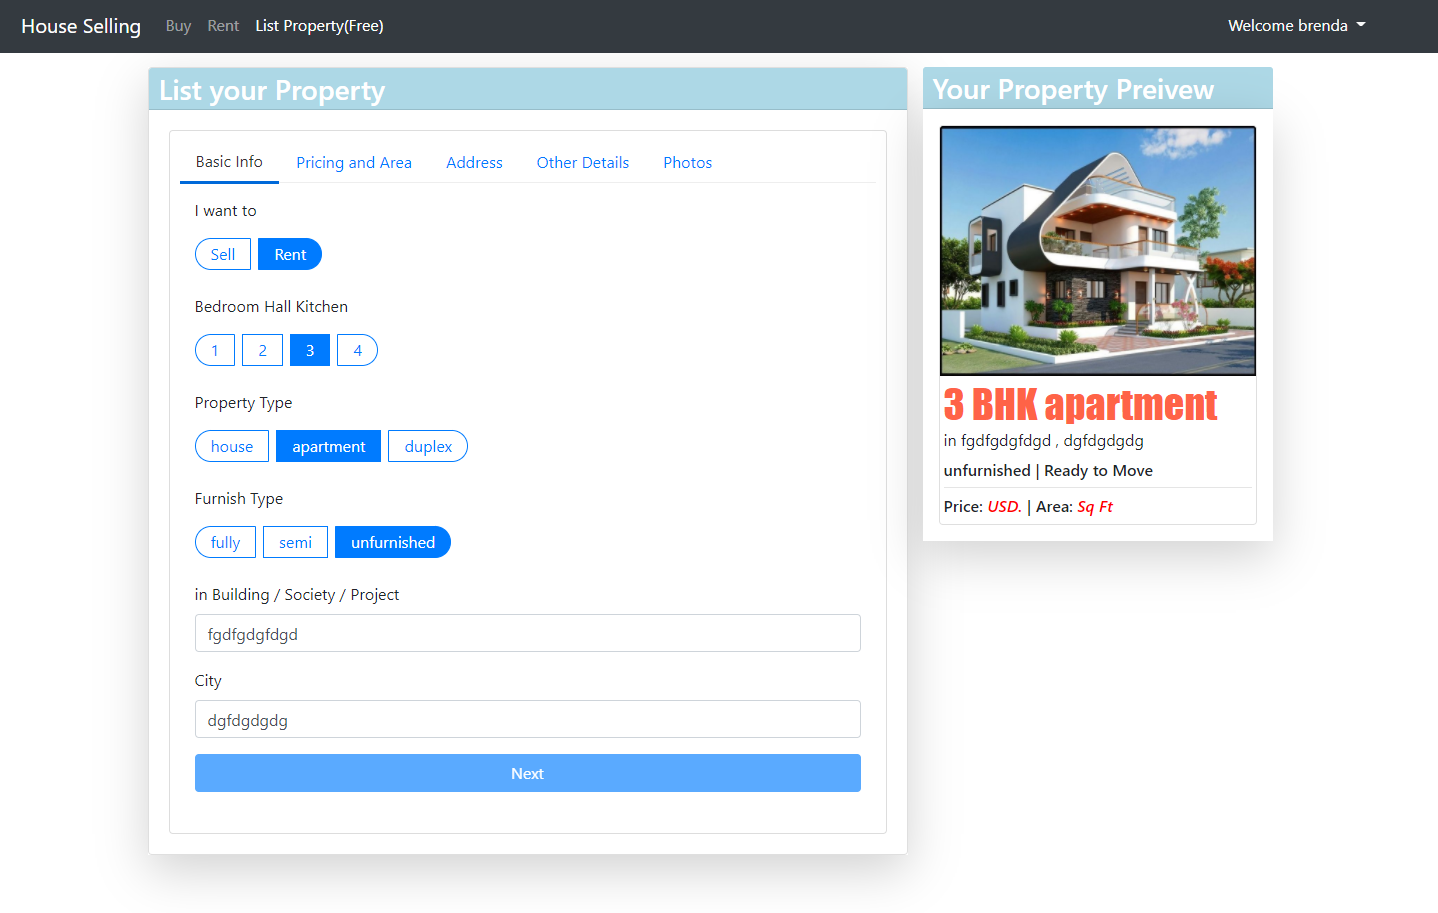 House Selling Buy Rent List Property(Free) Welcome brenda
List your Property
Basic Info Pricing and Area Address Other Details Photos
I want to
Sell Rent
Bedroom Hall Kitchen
1 2 3 4
Property Type
house apartment duplex
Furnish Type
fully semi unfurnished
in Building / Society / Project
fgdfgdgfdgd
City
dgfdgdgdg
Next
Your Property Preivew
3 BHK apartment
in fgdfgdgfdgd , dgfdgdgdg
unfurnished | Ready to Move
Price: USD. | Area: Sq Ft